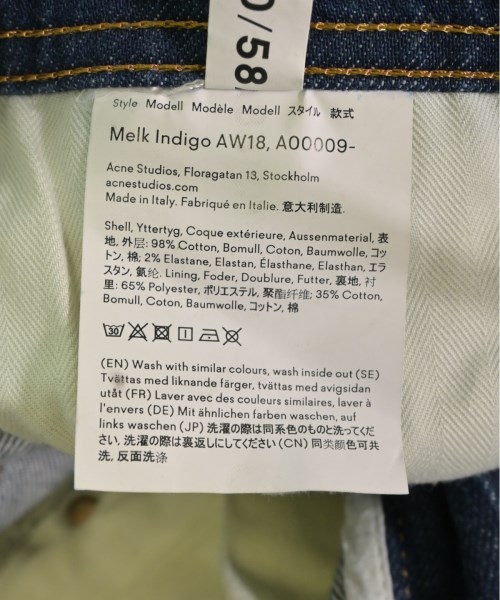 0/58
Style Modell Modèle Modell スタイル 款式
Melk Indigo AW18, A00009-
Acne Studios, Floragatan 13, Stockholm
acnestudios.com
Made in Italy. Fabriqué en Italie. 意大利制造.
Shell, Yttertyg, Coque extérieure, Aussenmaterial, 表
地, 外层: 98% Cotton, Bomull, Coton, Baumwolle, コッ
トン, 棉; 2% Elastane, Elastan, Élasthane, Elasthan, エラ
スタン, 氨纶. Lining, Foder, Doublure, Futter, 裏地, 衬
里: 65% Polyester, ポリエステル, 聚酯纤维; 35% Cotton,
Bomull, Coton, Baumwolle, コットン, 棉
30
(EN) Wash with similar colours, wash inside out (SE)
Tvättas med liknande färger, tvättas med avigsidan
utåt (FR) Laver avec des couleurs similaires, laver à
l'envers (DE) Mit ähnlichen farben waschen, auf
links waschen (JP) 洗濯の際は同系色のものと洗ってくだ
さい, 洗濯の際は裏返しにしてください (CN) 同类颜色可共
洗, 反面洗涤